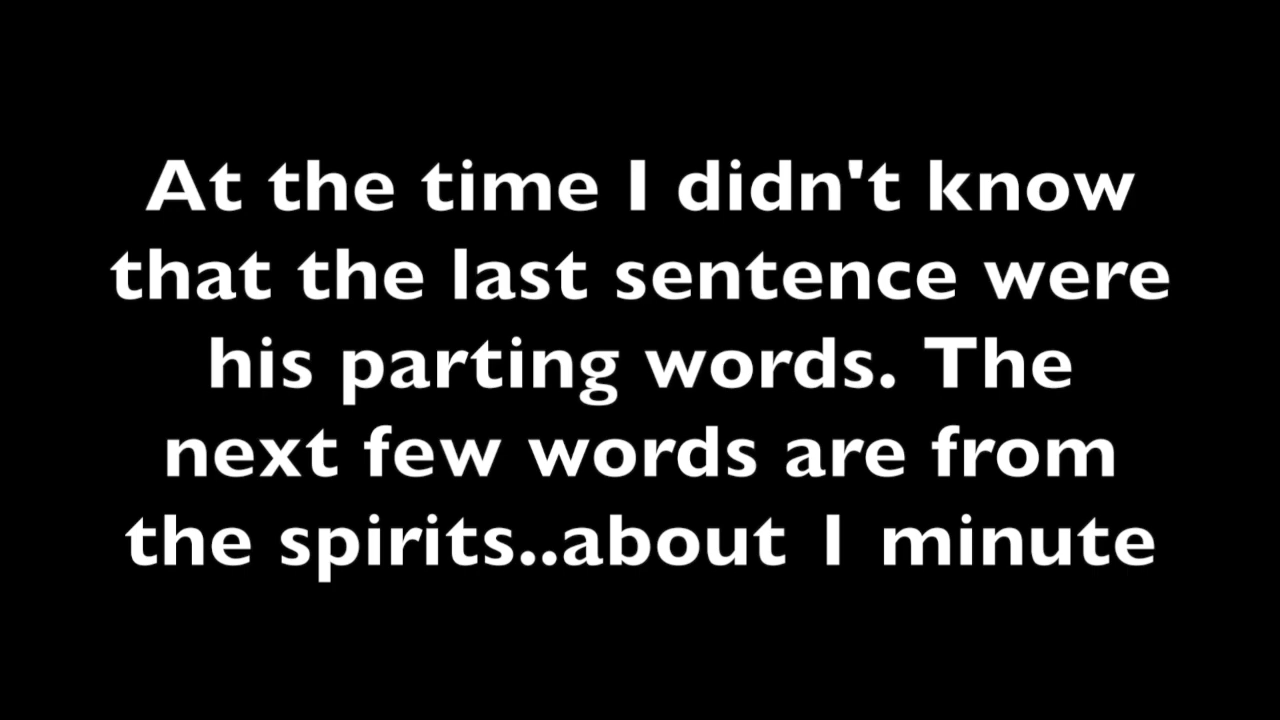 At the time I didn't know
that the last sentence were
his parting words. The
next few words are from
the spirits..about 1 minute